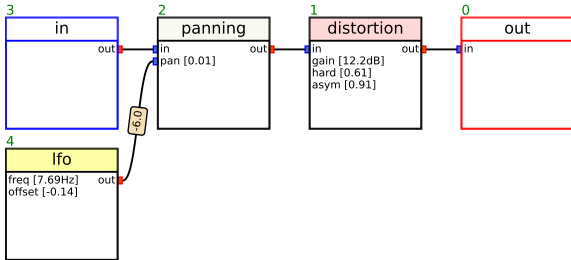 3
in
out
2
panning
in
out
pan [0.01]
1
distortion
in
out
gain [12.2dB]
hard [0.61]
asym [0.91]
0
out
in
-6.0
4
lfo
freq [7.69Hz]
out
offset [-0.14]